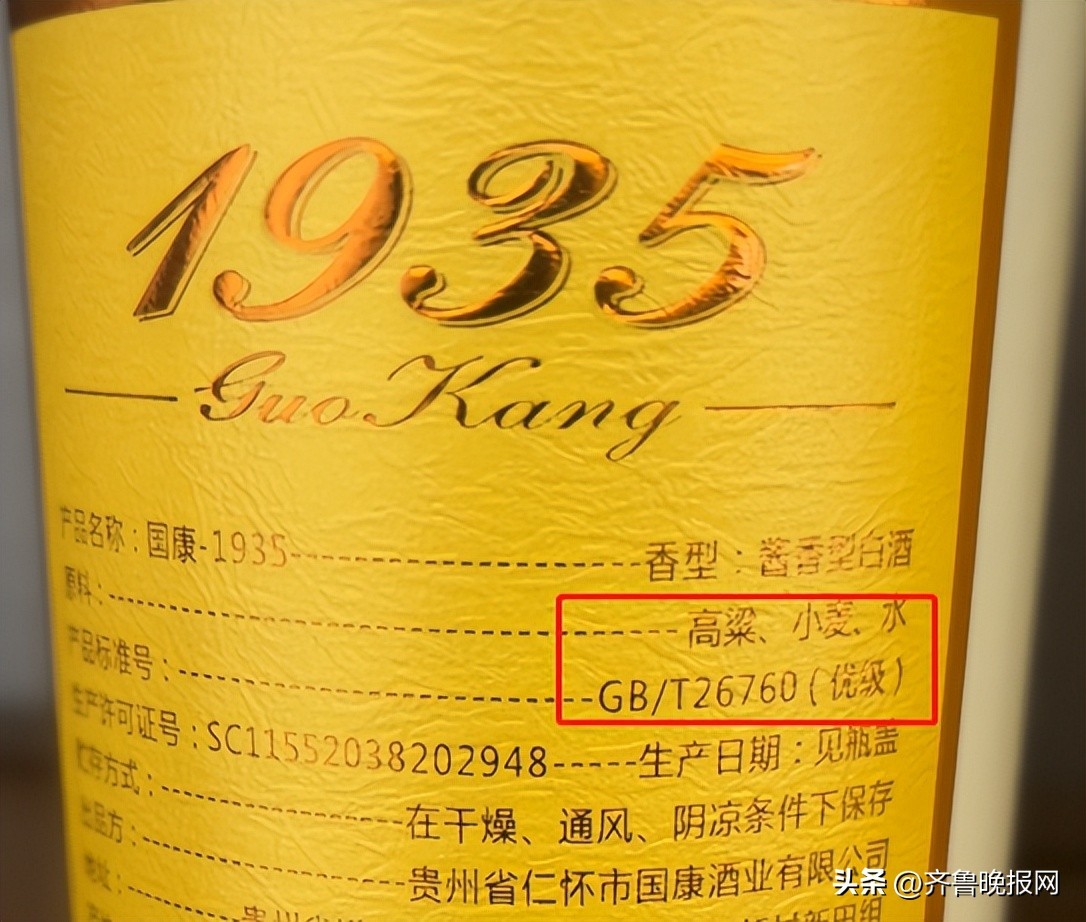 1935
Guo Kang
产品名称：国康-1935 香型：酱香型白酒
原料： 高粱、小麦、水
产品标准号： GB/T26760（优级）
生产许可证号：SC11552038202948 生产日期：见瓶盖
贮存方式： 在干燥、通风、阴凉条件下保存
出品方： 贵州省仁怀市国康酒业有限公司
地址：
头条 @齐鲁晚报网